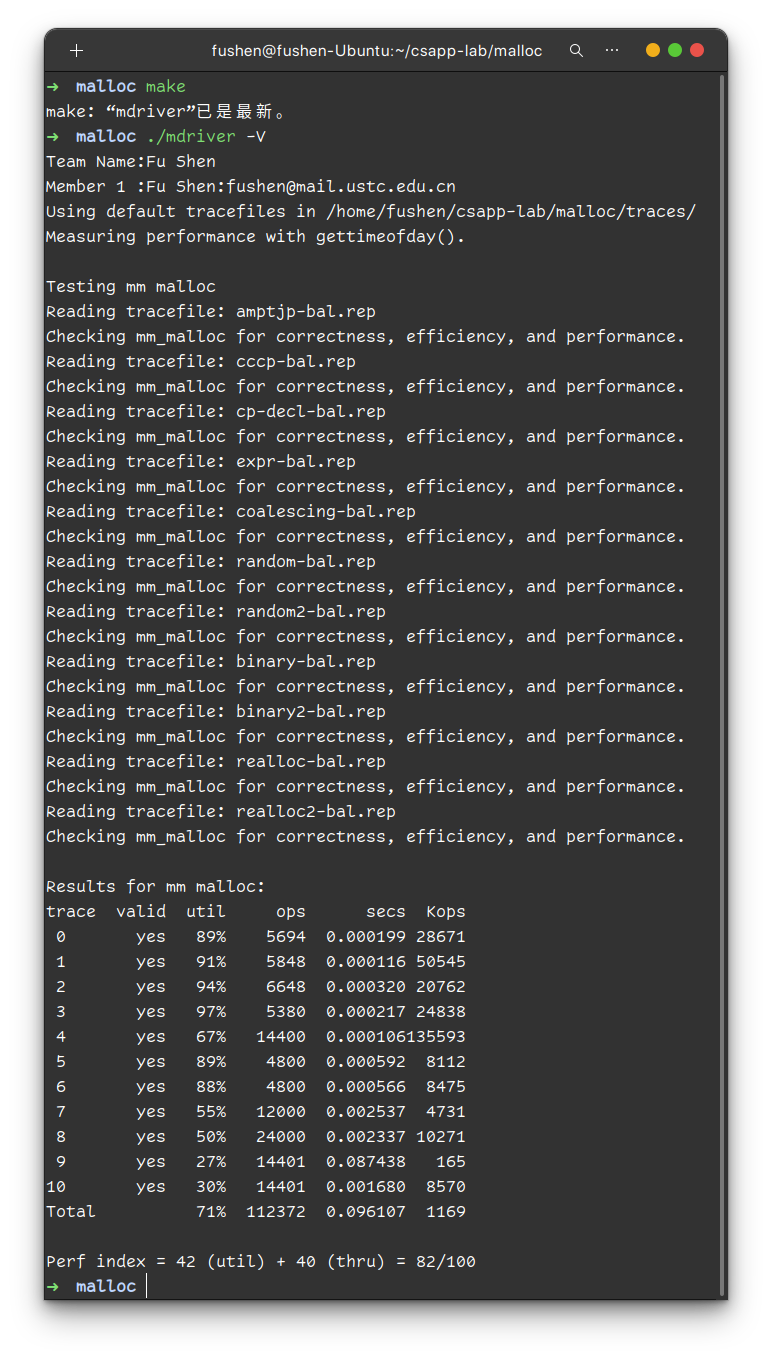 fushen@fushen-Ubuntu:~/csapp-lab/malloc
➜  malloc make
make: “mdriver”已是最新。
➜  malloc ./mdriver -V
Team Name:Fu Shen
Member 1 :Fu Shen:fushen@mail.ustc.edu.cn
Using default tracefiles in /home/fushen/csapp-lab/malloc/traces/
Measuring performance with gettimeofday().

Testing mm malloc
Reading tracefile: amptjp-bal.rep
Checking mm_malloc for correctness, efficiency, and performance.
Reading tracefile: cccp-bal.rep
Checking mm_malloc for correctness, efficiency, and performance.
Reading tracefile: cp-decl-bal.rep
Checking mm_malloc for correctness, efficiency, and performance.
Reading tracefile: expr-bal.rep
Checking mm_malloc for correctness, efficiency, and performance.
Reading tracefile: coalescing-bal.rep
Checking mm_malloc for correctness, efficiency, and performance.
Reading tracefile: random-bal.rep
Checking mm_malloc for correctness, efficiency, and performance.
Reading tracefile: random2-bal.rep
Checking mm_malloc for correctness, efficiency, and performance.
Reading tracefile: binary-bal.rep
Checking mm_malloc for correctness, efficiency, and performance.
Reading tracefile: binary2-bal.rep
Checking mm_malloc for correctness, efficiency, and performance.
Reading tracefile: realloc-bal.rep
Checking mm_malloc for correctness, efficiency, and performance.
Reading tracefile: realloc2-bal.rep
Checking mm_malloc for correctness, efficiency, and performance.

Results for mm malloc:
trace  valid  util     ops      secs  Kops
 0       yes   89%    5694  0.000199 28671
 1       yes   91%    5848  0.000116 50545
 2       yes   94%    6648  0.000320 20762
 3       yes   97%    5380  0.000217 24838
 4       yes   67%   14400  0.000106135593
 5       yes   89%    4800  0.000592  8112
 6       yes   88%    4800  0.000566  8475
 7       yes   55%   12000  0.002537  4731
 8       yes   50%   24000  0.002337 10271
 9       yes   27%   14401  0.087438   165
10       yes   30%   14401  0.001680  8570
Total          71%  112372  0.096107  1169

Perf index = 42 (util) + 40 (thru) = 82/100
➜  malloc